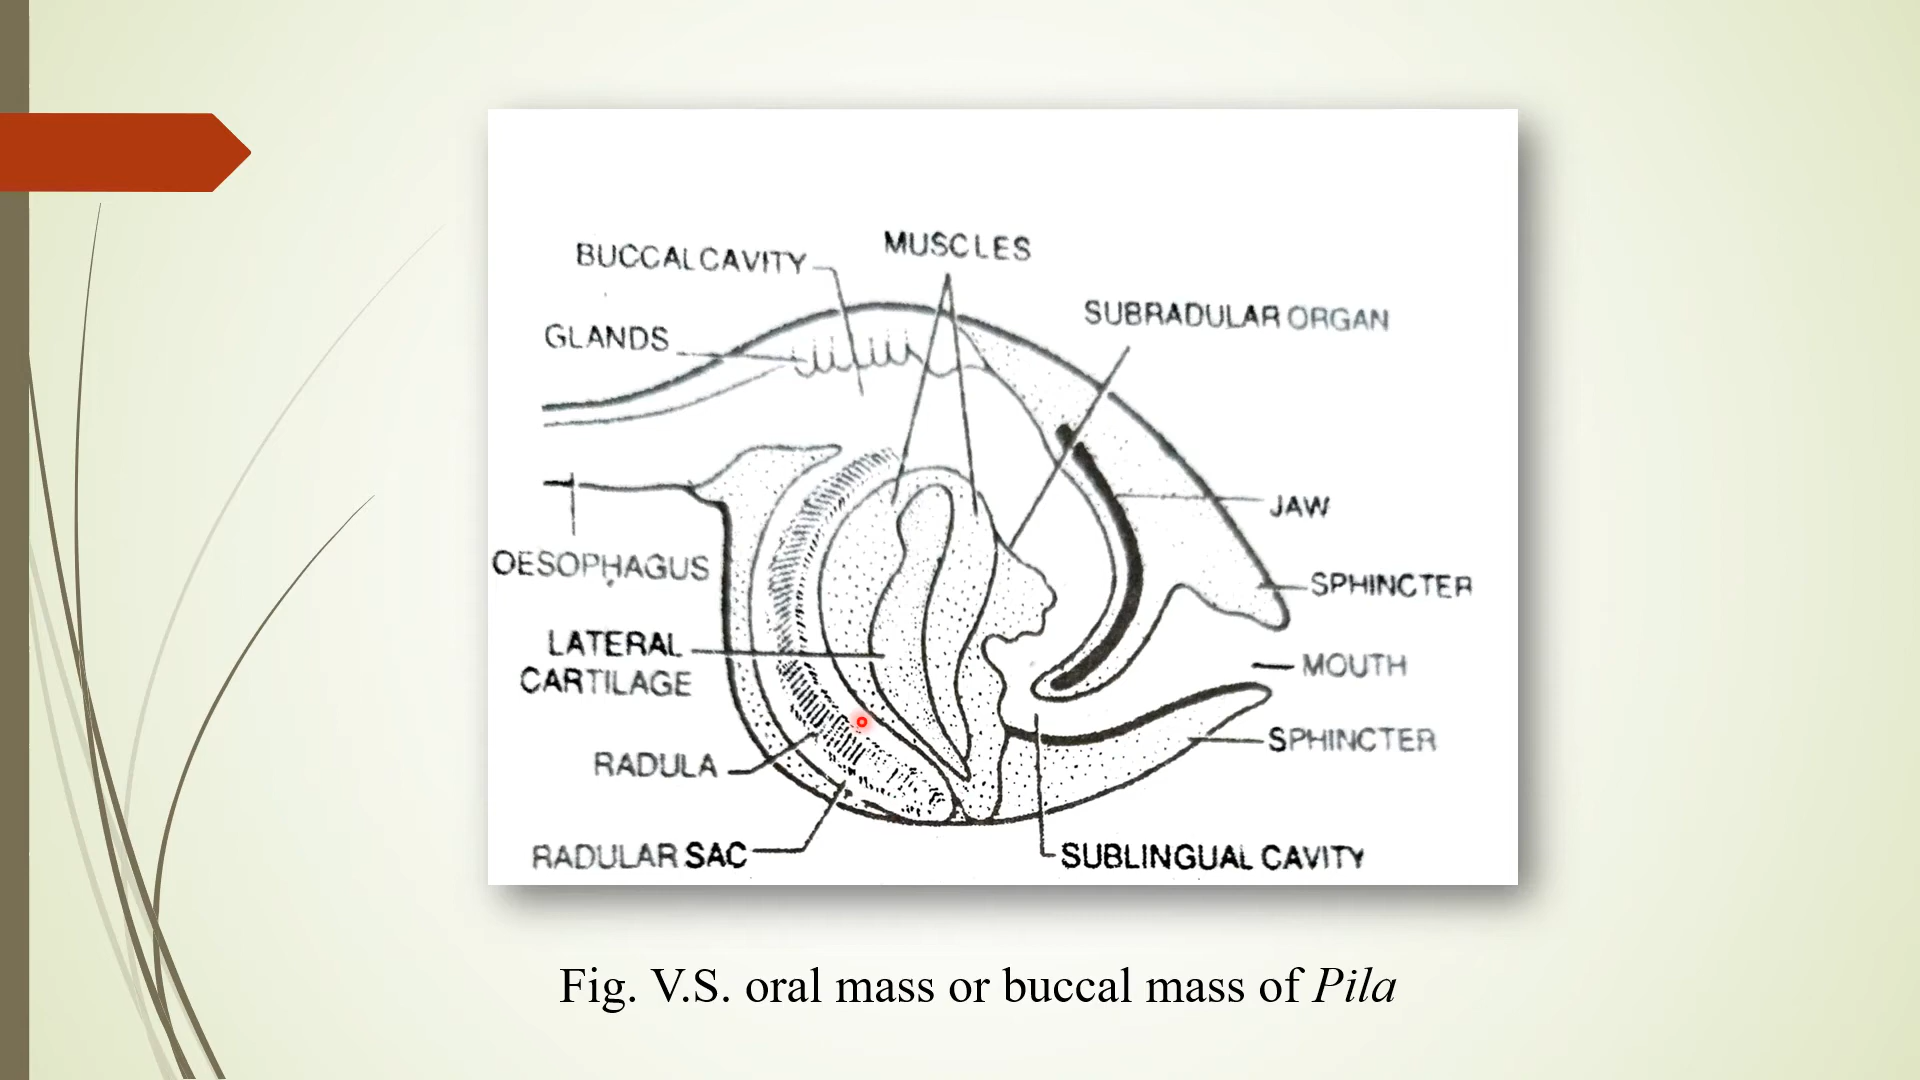 MUSCLES
BUCCAL CAVITY
SUBRADULAR ORGAN
GLANDS
JAW
OESOPHAGUS
SPHINCTER
LATERAL
CARTILAGE
MOUTH
SPHINCTER
RADULA
RADULAR SAC
SUBLINGUAL CAVITY
Fig. V.S. oral mass or buccal mass of Pila